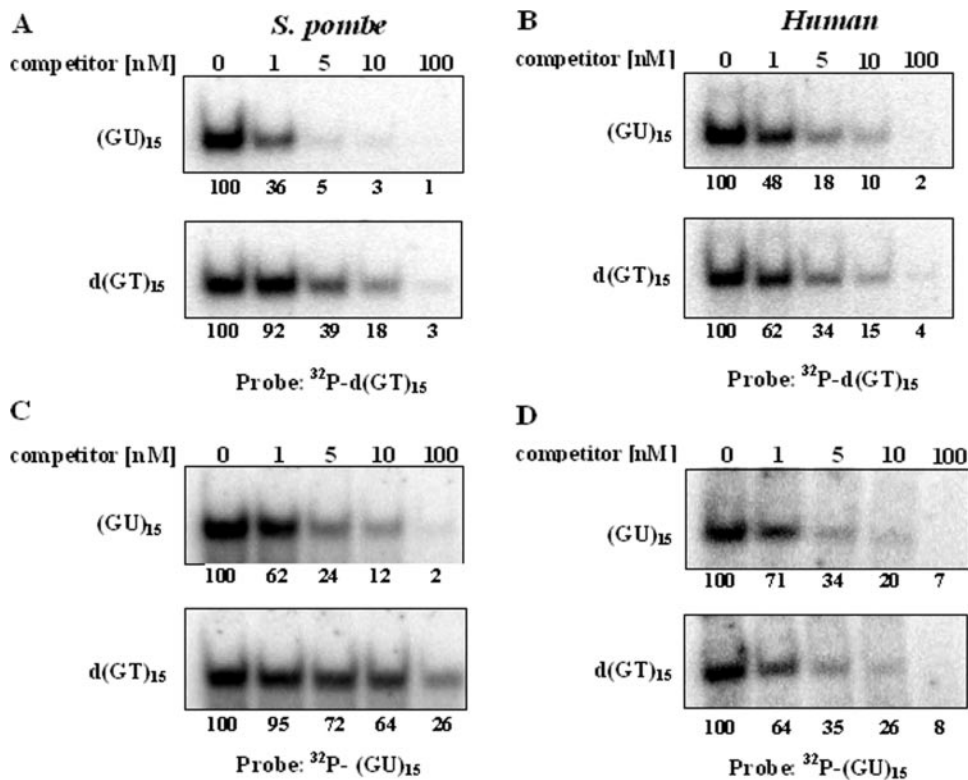 A S. pombe
competitor [nM] 0 1 5 10 100
(GU)₁₅
100 36 5 3 1
d(GT)₁₅
100 92 39 18 3
Probe: ³²P-d(GT)₁₅
B Human
competitor [nM] 0 1 5 10 100
(GU)₁₅
100 48 18 10 2
d(GT)₁₅
100 62 34 15 4
Probe: ³²P-d(GT)₁₅
C
competitor [nM] 0 1 5 10 100
(GU)₁₅
100 62 24 12 2
d(GT)₁₅
100 95 72 64 26
Probe: ³²P- (GU)₁₅
D
competitor [nM] 0 1 5 10 100
(GU)₁₅
100 71 34 20 7
d(GT)₁₅
100 64 35 26 8
Probe: ³²P-(GU)₁₅